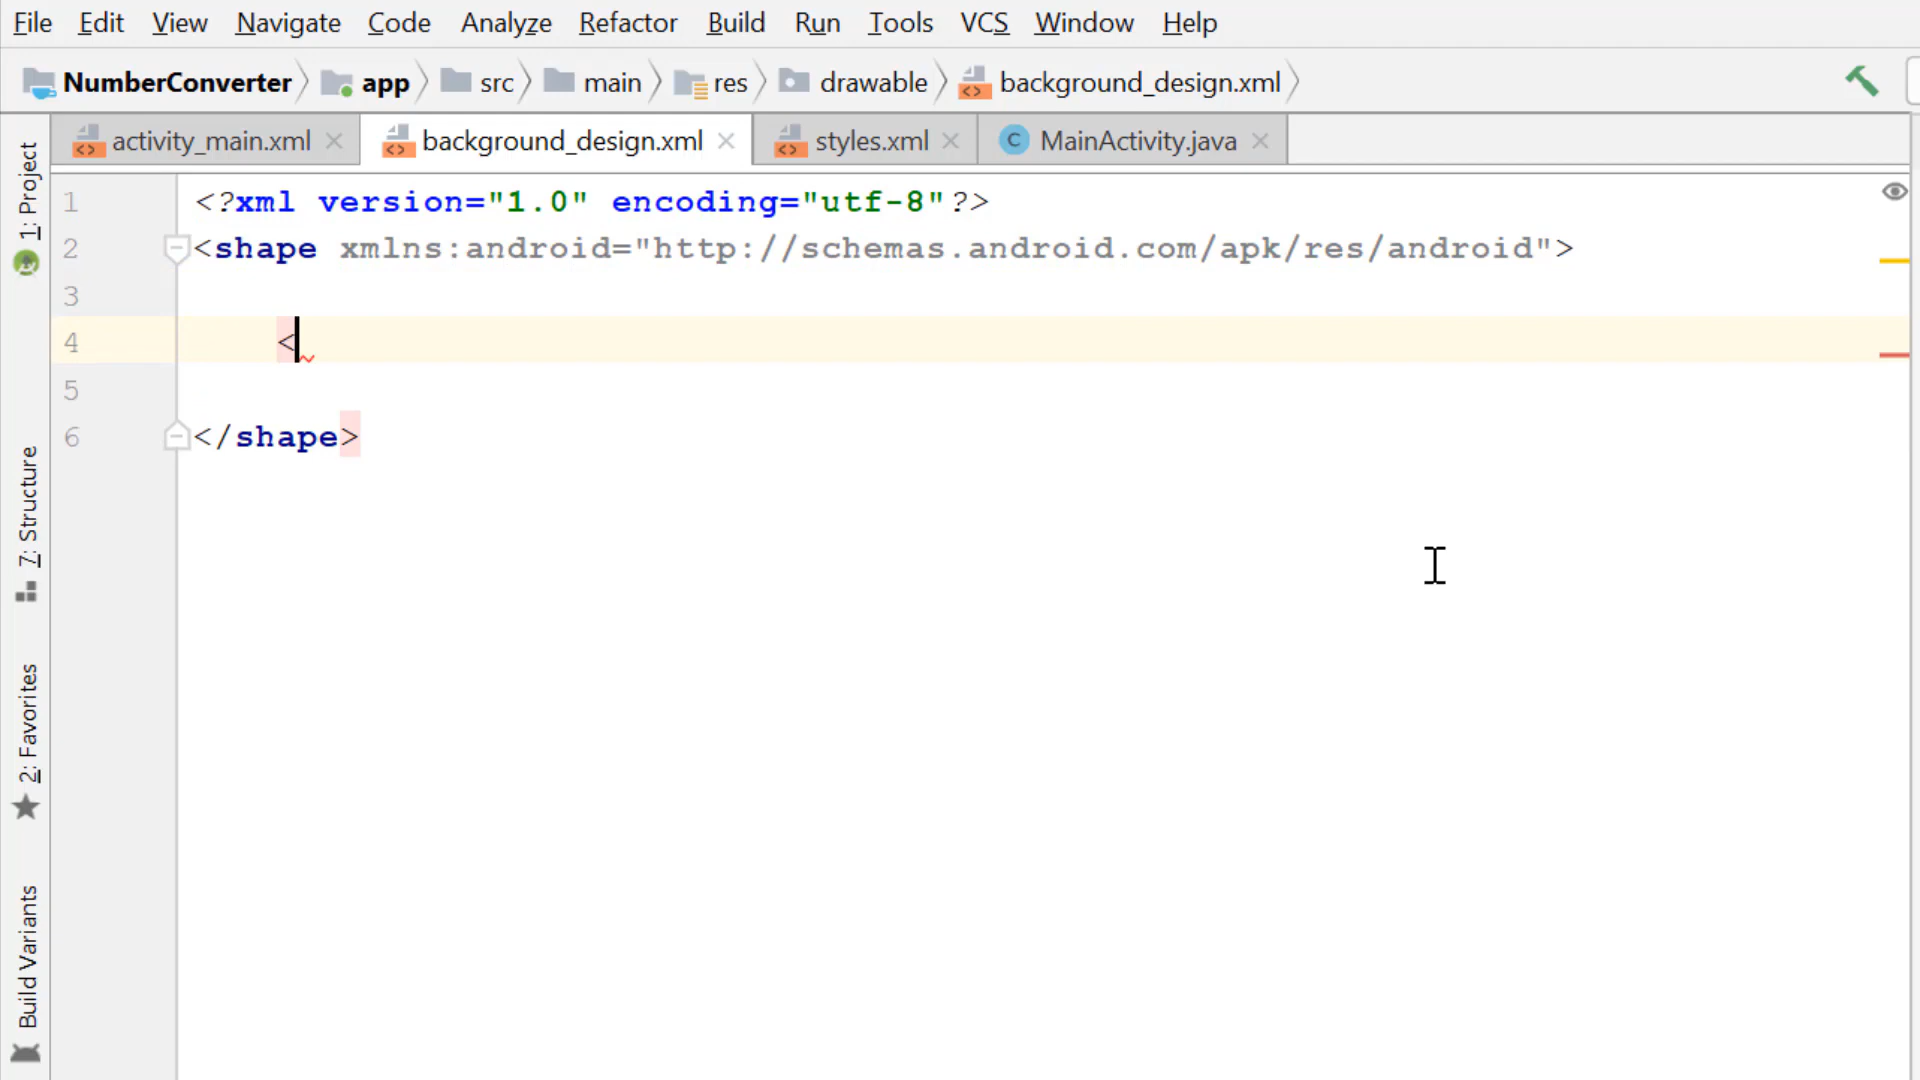 File Edit View Navigate Code Analyze Refactor Build Run Tools VCS Window Help
NumberConverter app src main res drawable background_design.xml
activity_main.xml background_design.xml styles.xml MainActivity.java
1 <?xml version="1.0" encoding="utf-8"?>
2 <shape xmlns:android="http://schemas.android.com/apk/res/android">
3
4 <
5
6 </shape>
1: Project
7: Structure
2: Favorites
Build Variants